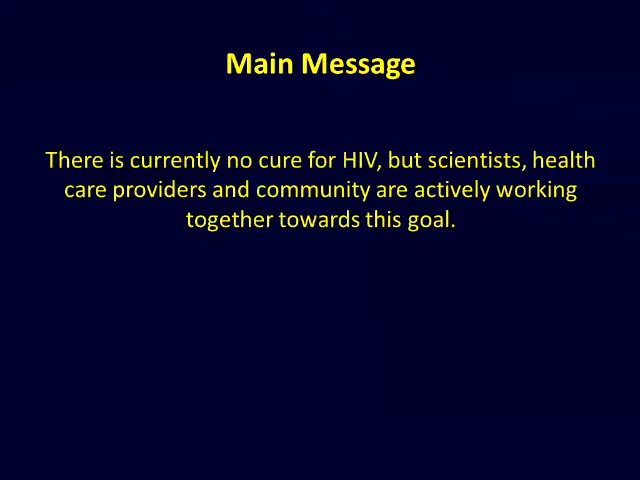 Main Message
There is currently no cure for HIV, but scientists, health
care providers and community are actively working
together towards this goal.